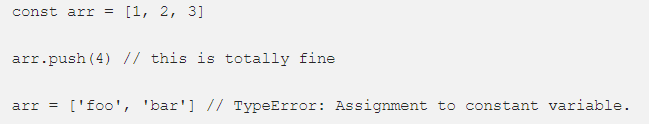 const arr = [1, 2, 3]
arr.push(4) // this is totally fine
arr = ['foo', 'bar'] // TypeError: Assignment to constant variable.